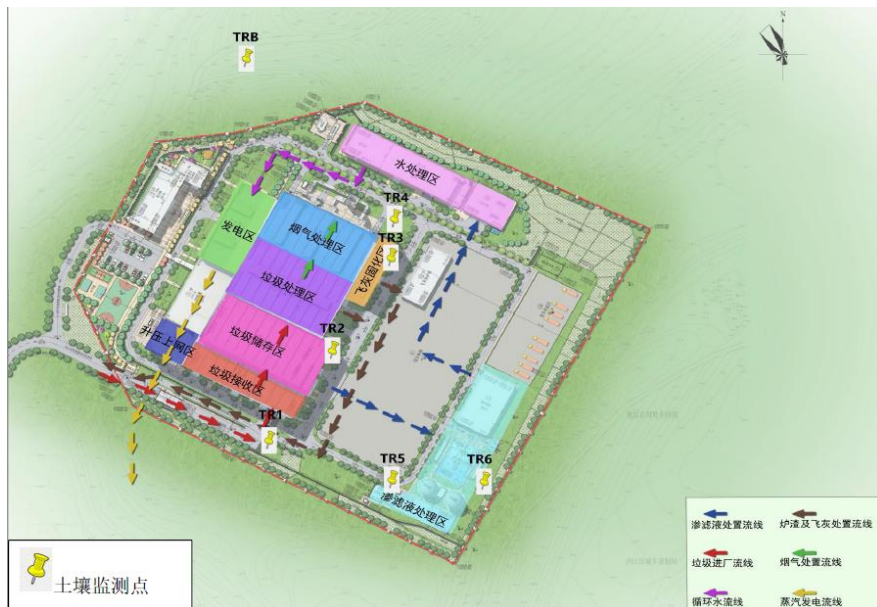 TRB
N
水处理区
TR4
发电区
烟气处理区
TR3
飞灰固化区
垃圾处理区
TR2
垃圾储存区
升压上网区
垃圾接收区
TR1
TR5
TR6
渗滤液处理区
渗滤液处置流线
炉渣及飞灰处置流线
垃圾进厂流线
烟气处置流线
循环水流线
蒸汽发电流线
土壤监测点